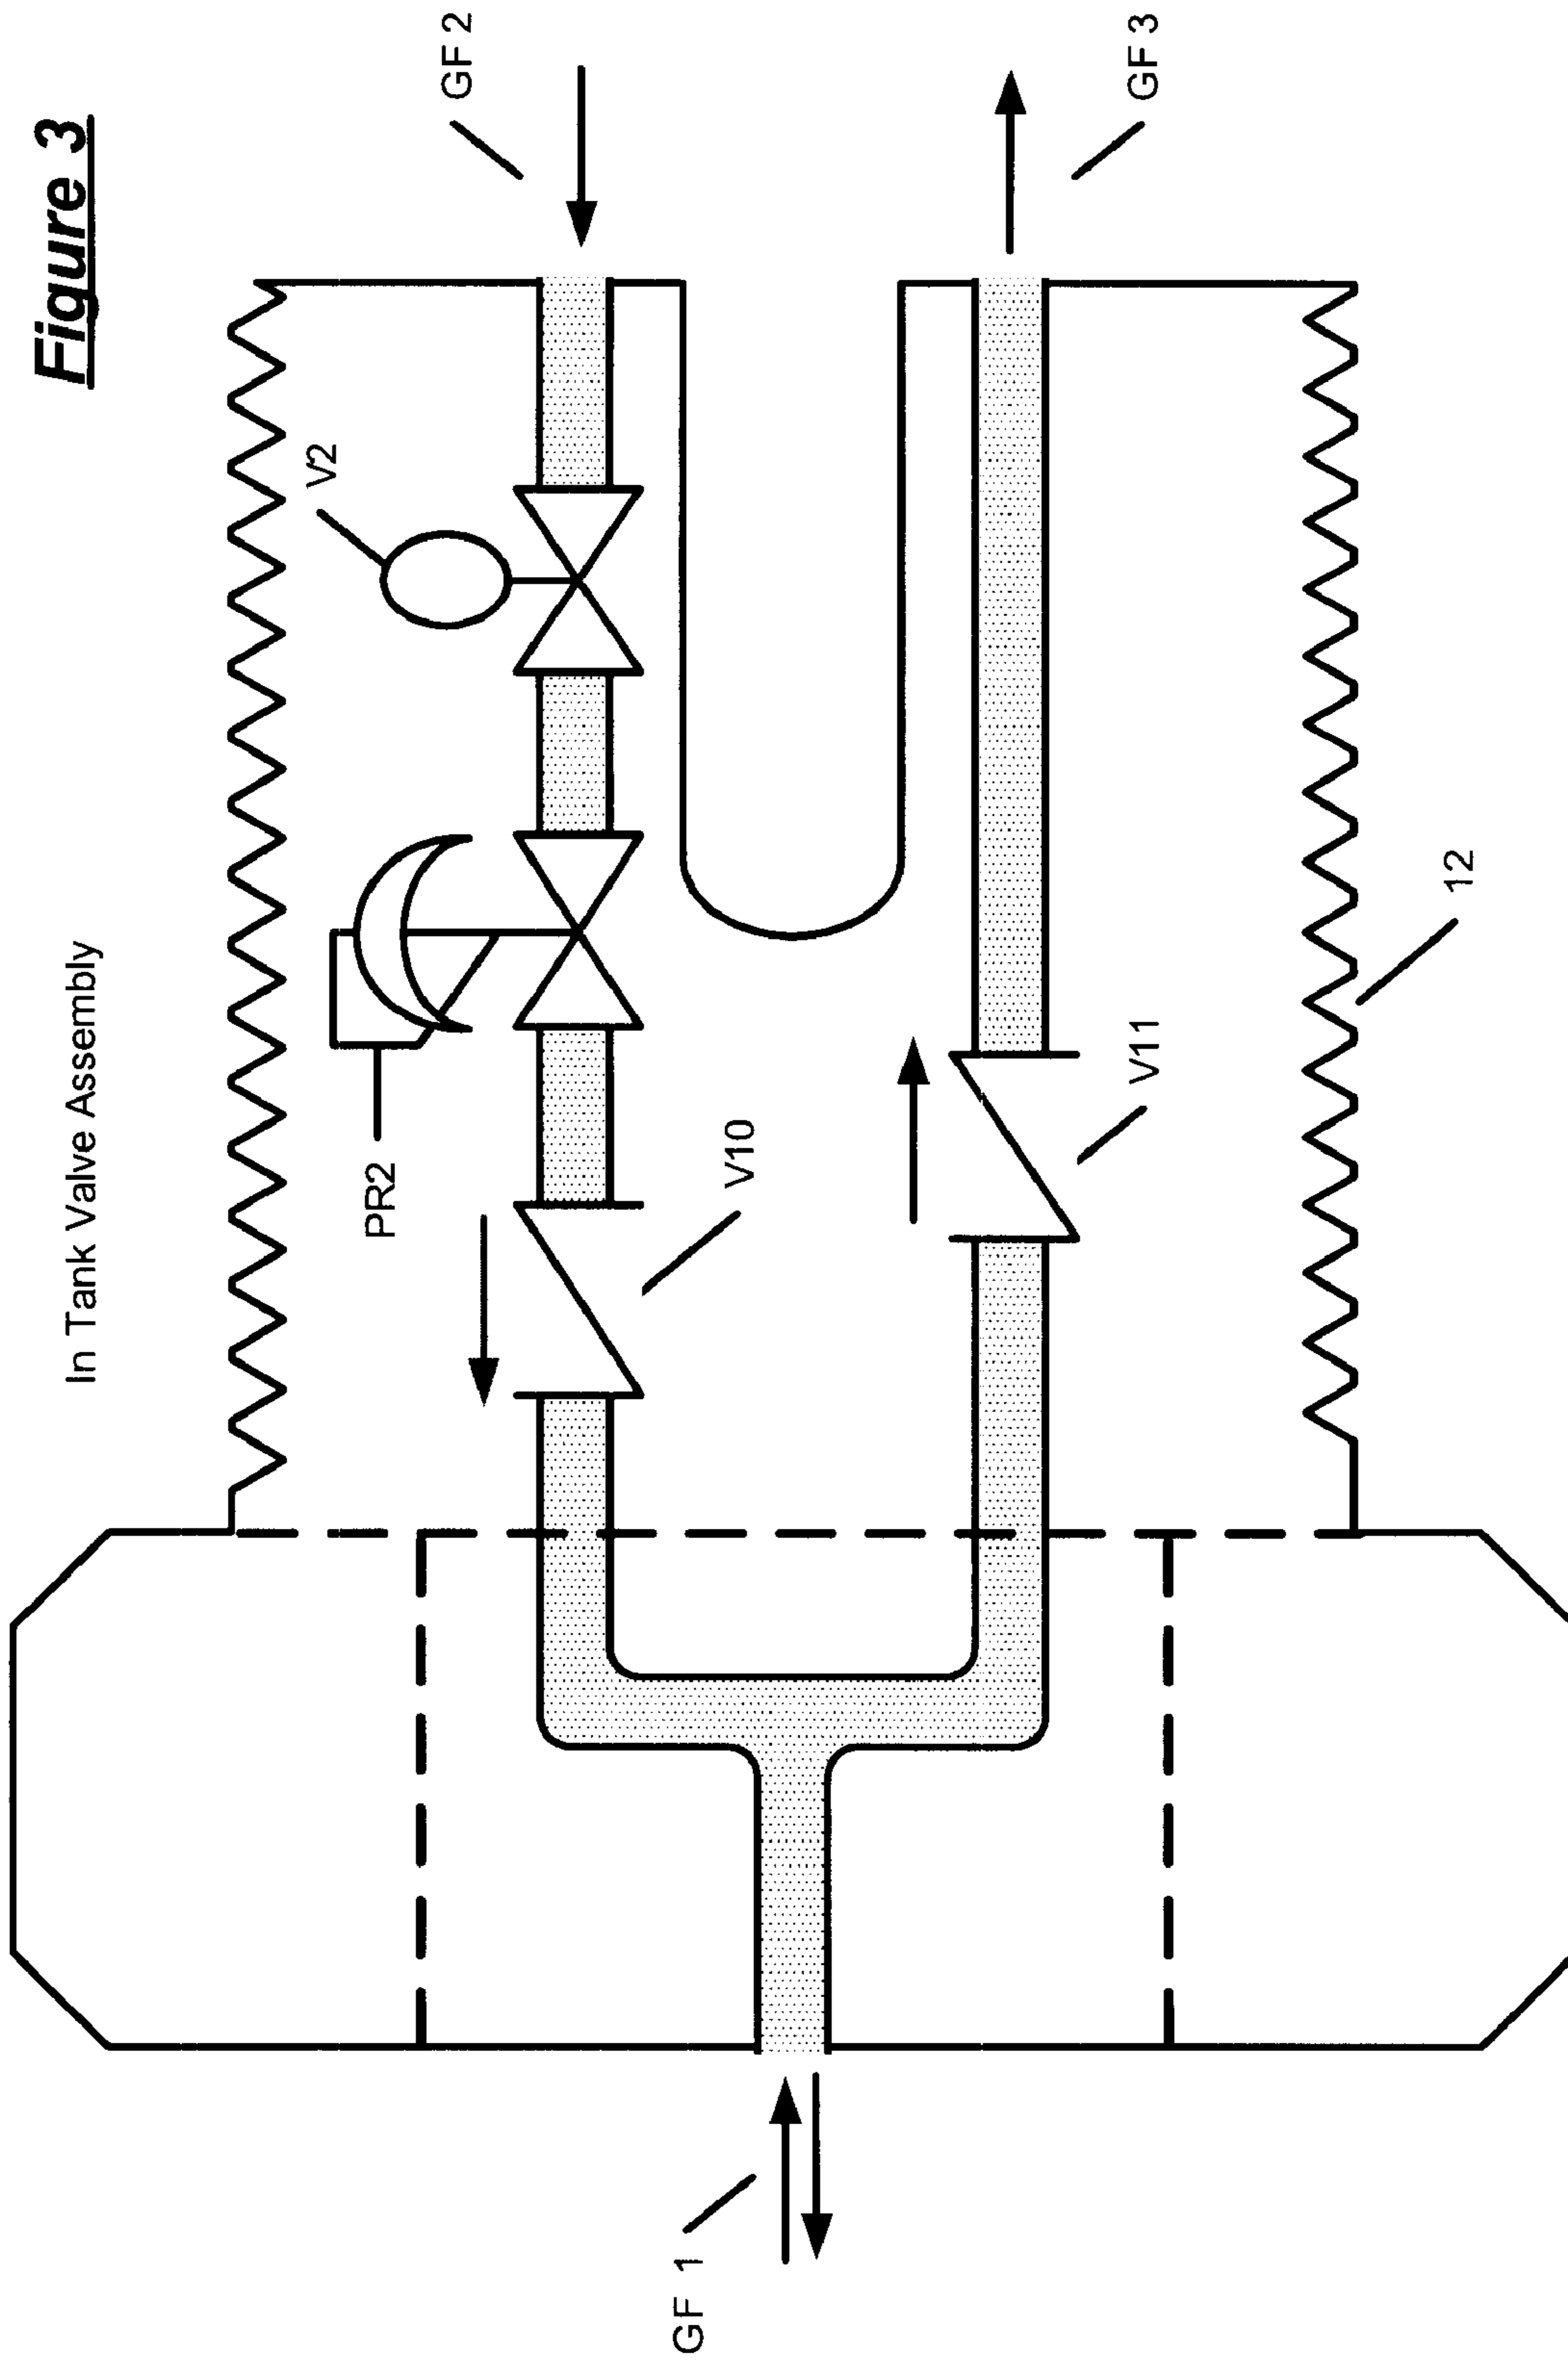 Figure 3
In Tank Valve Assembly
GF 2
V2
PR2
V10
GF 1
V11
12
GF 3